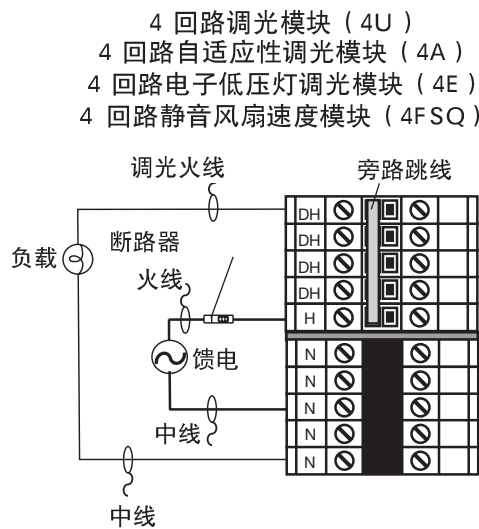 4 回路调光模块（4U）
4 回路自适应性调光模块（4A）
4 回路电子低压灯调光模块（4E）
4 回路静音风扇速度模块（4FSQ）
调光火线
旁路跳线
负载
断路器
火线
馈电
中线
中线
DH
DH
DH
DH
H
N
N
N
N
N